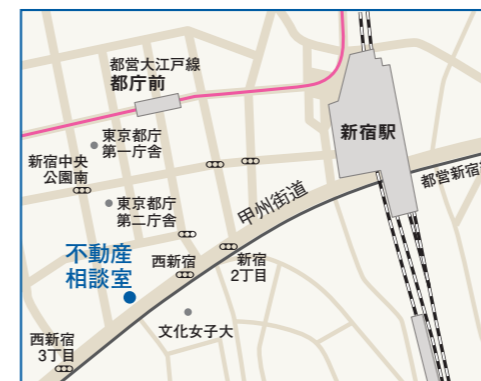 都営大江戸線
都庁前
新宿駅
東京都庁
第一庁舎
新宿中央
公園南
都営新宿
東京都庁
第二庁舎
甲州街道
不動産
相談室
西新宿
新宿
2丁目
文化女子大
西新宿
3丁目